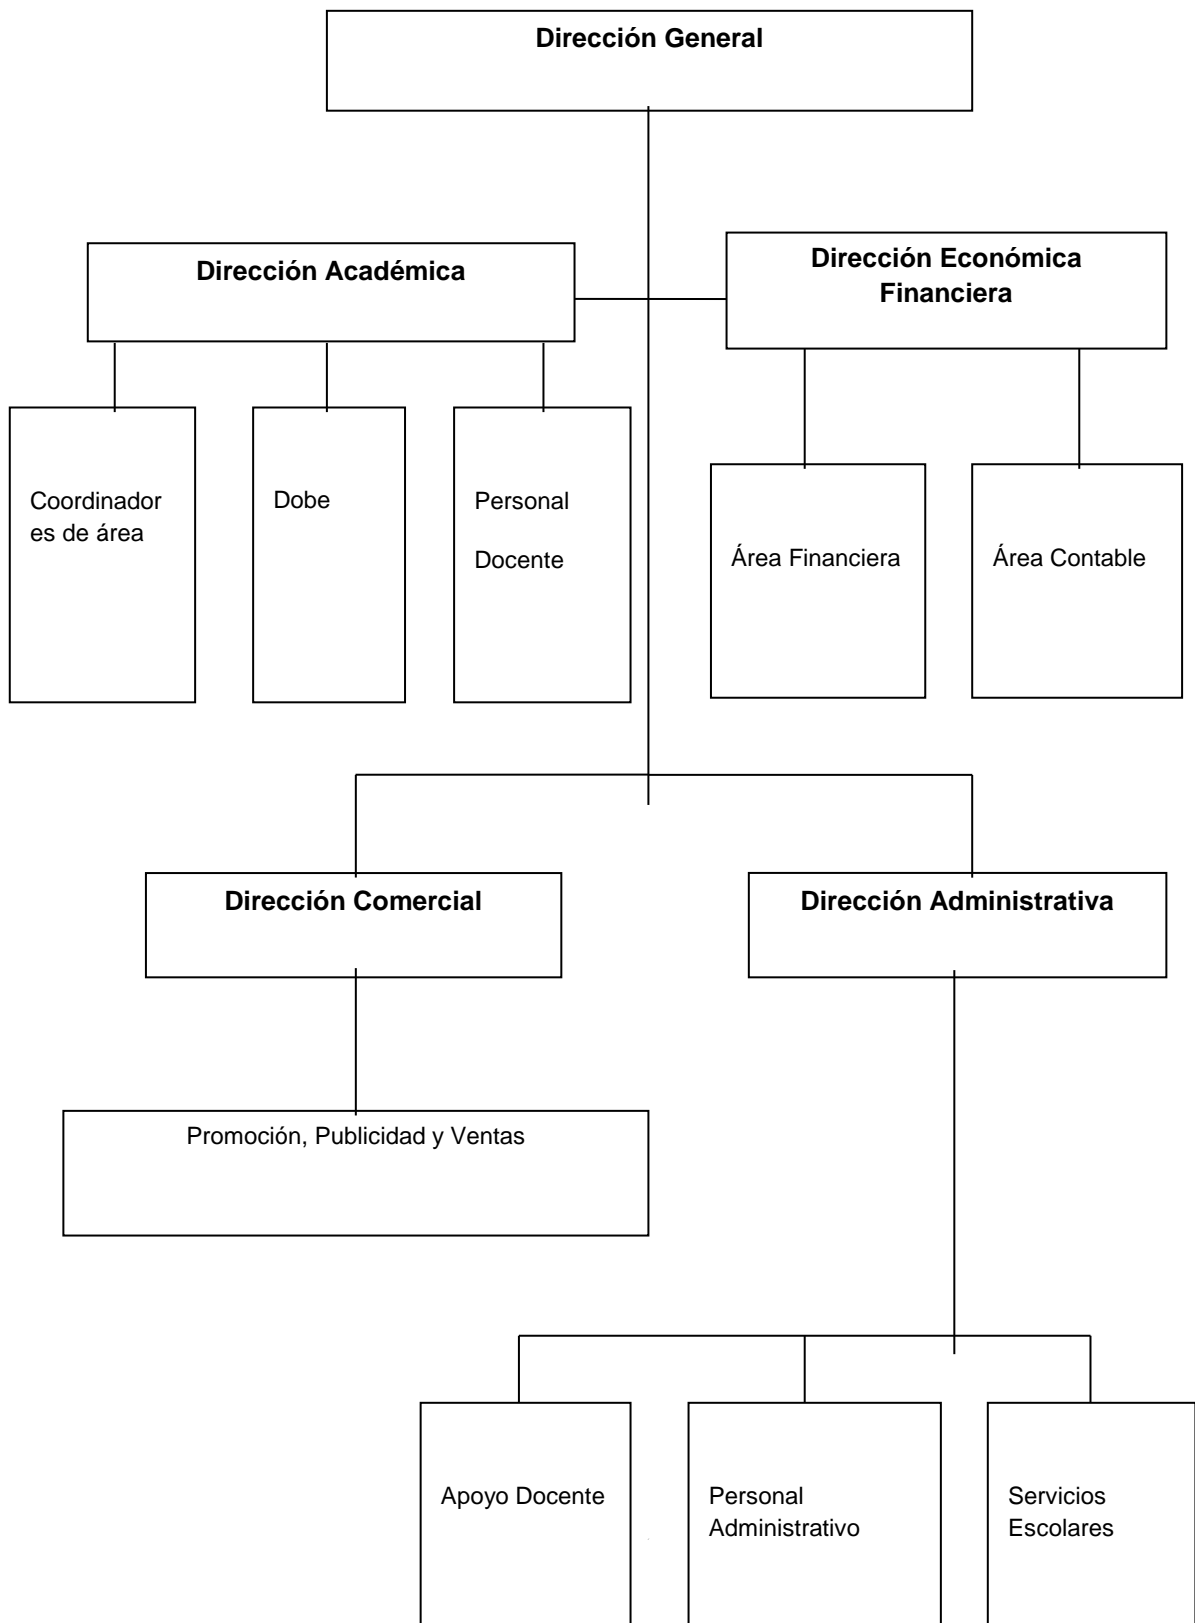 Dirección General
Dirección Académica
Dirección Económica
Financiera
Coordinador
es de área
Dobe
Personal
Docente
Área Financiera
Área Contable
Dirección Comercial
Dirección Administrativa
Promoción, Publicidad y Ventas
Apoyo Docente
Personal
Administrativo
Servicios
Escolares